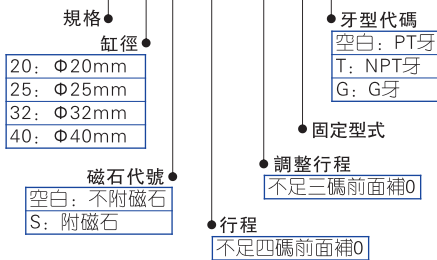 規格
缸徑
20: Φ20mm
25: Φ25mm
32: Φ32mm
40: Φ40mm
磁石代號
空白: 不附磁石
S: 附磁石
行程
不足四碼前面補0
調整行程
不足三碼前面補0
固定型式
牙型代碼
空白: PT牙
T: NPT牙
G: G牙